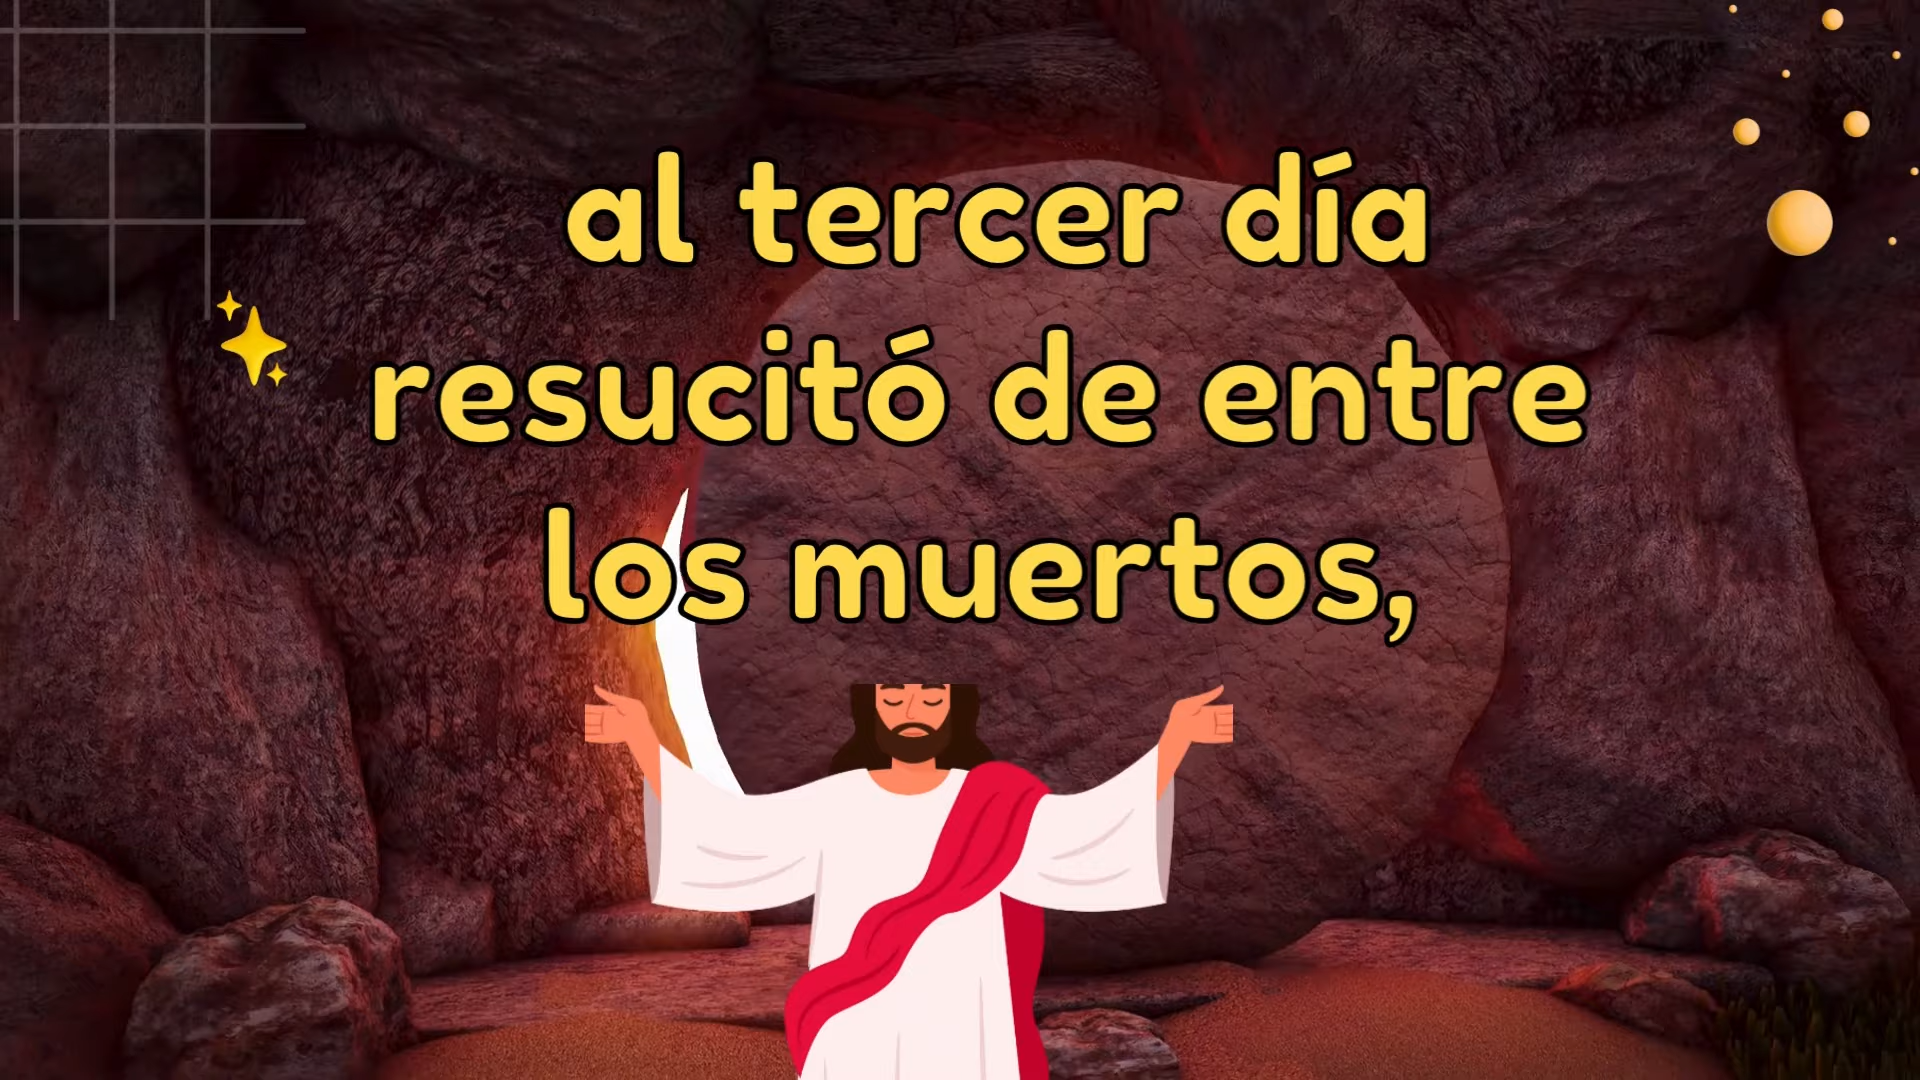 al tercer día
resucitó de entre
los muertos,